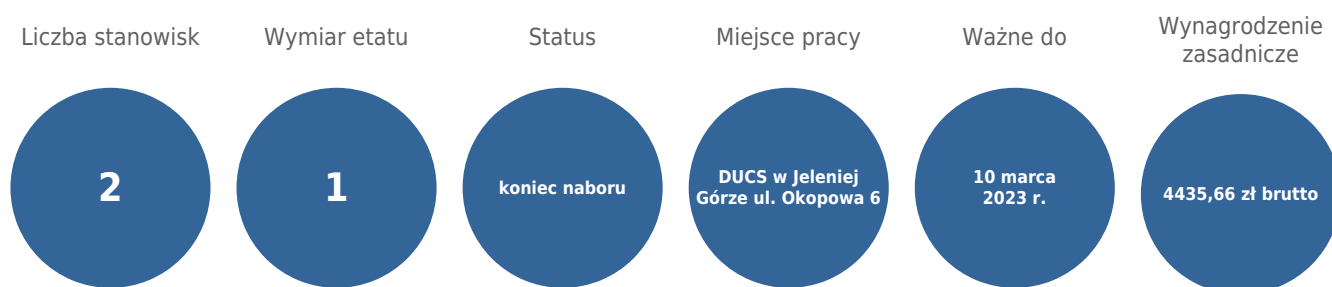 Liczba stanowisk
2
Wymiar etatu
1
Status
koniec naboru
Miejsce pracy
DUCS w Jeleniej
Górze ul. Okopowa 6
Ważne do
10 marca
2023 r.
Wynagrodzenie
zasadnicze
4435,66 zł brutto